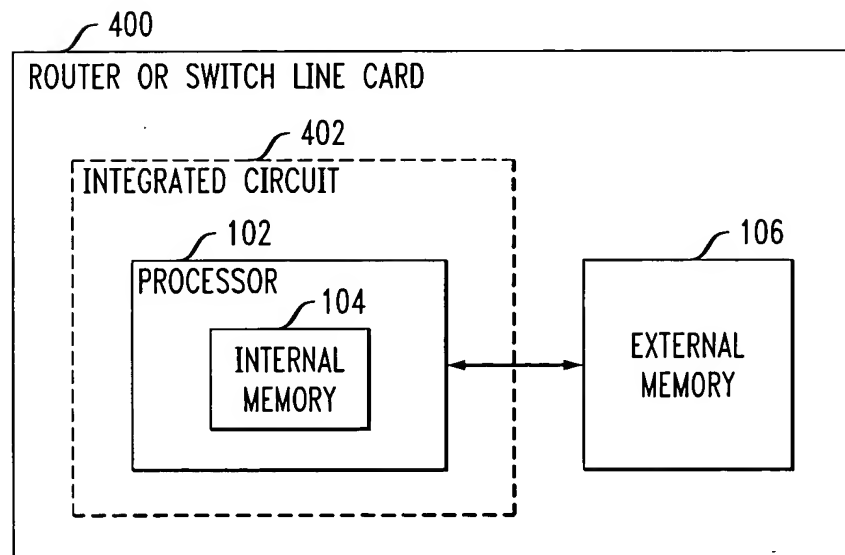 400
ROUTER OR SWITCH LINE CARD
402
INTEGRATED CIRCUIT
102
PROCESSOR
104
INTERNAL
MEMORY
106
EXTERNAL
MEMORY